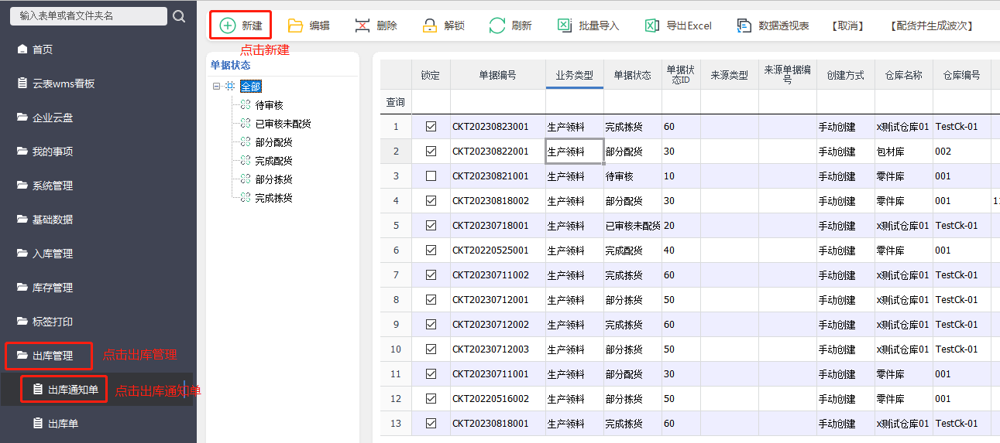 输入表单或者文件夹名
首页
云表wms看板
企业云盘
我的事项
系统管理
基础数据
入库管理
库存管理
标签打印
出库管理 点击出库管理
出库通知单 点击出库通知单
出库单
新建 编辑 删除 解锁 刷新 批量导入 导出Excel 数据透视表 【取消】 【配货并生成波次】
点击新建
单据状态
全部
待审核
已审核未配货
部分配货
完成配货
部分拣货
完成拣货
锁定 单据编号 业务类型 单据状态 单据状态ID 来源类型 来源单据编号 创建方式 仓库名称 仓库编号
查询
1 CKT20230823001 生产领料 完成拣货 60 手动创建 x测试仓库01 TestCk-01
2 CKT20230822001 生产领料 部分配货 30 手动创建 包材库 002
3 CKT20230821001 生产领料 待审核 10 手动创建 零件库 001
4 CKT20230818002 生产领料 部分配货 30 手动创建 零件库 001
5 CKT20230718001 生产领料 已审核未配货 20 手动创建 x测试仓库01 TestCk-01
6 CKT20220525001 生产领料 完成配货 40 手动创建 零件库 001
7 CKT20230711002 生产领料 完成拣货 60 手动创建 x测试仓库01 TestCk-01
8 CKT20230712001 生产领料 部分拣货 50 手动创建 x测试仓库01 TestCk-01
9 CKT20230712002 生产领料 完成拣货 60 手动创建 x测试仓库01 TestCk-01
10 CKT20230712003 生产领料 部分拣货 50 手动创建 x测试仓库01 TestCk-01
11 CKT20230711001 生产领料 部分配货 30 手动创建 零件库 001
12 CKT20220516002 生产领料 部分拣货 50 手动创建 零件库 001
13 CKT20230818001 生产领料 完成拣货 60 手动创建 x测试仓库01 TestCk-01